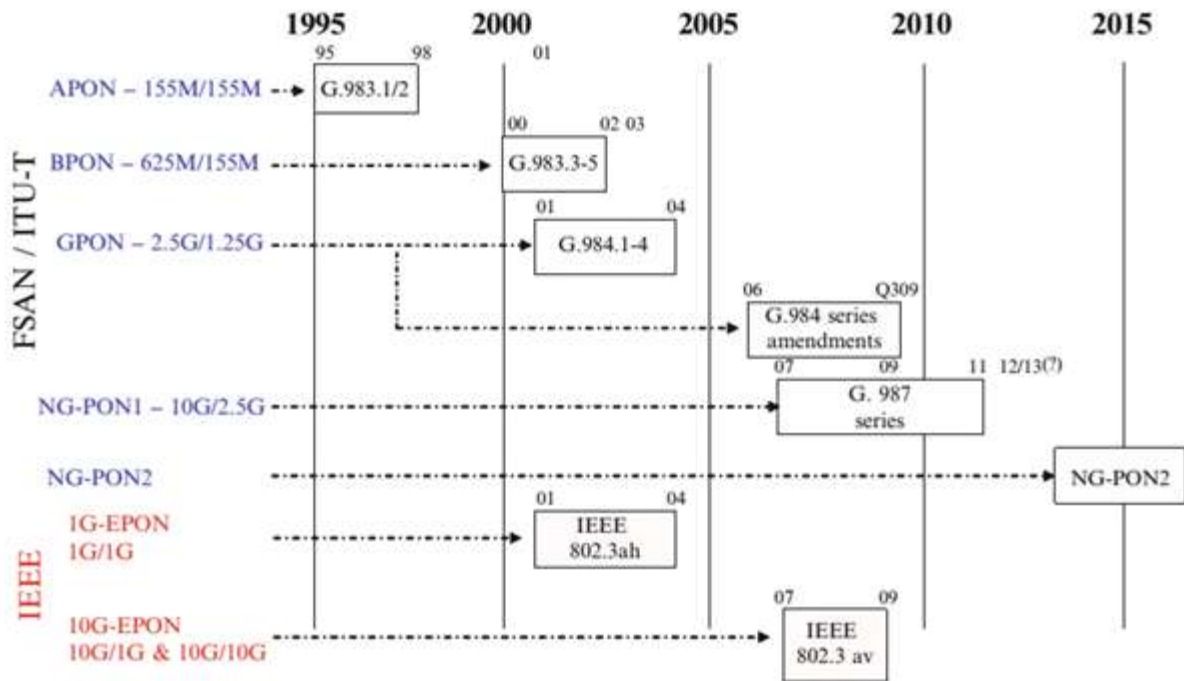 1995 2000 2005 2010 2015
95 98 01
APON – 155M/155M G.983.1/2
00 02 03
BPON – 625M/155M G.983.3-5
01 04
GPON – 2.5G/1.25G G.984.1-4
06 Q309
G.984 series
amendments
07 09 11 12/13(?)
NG-PON1 – 10G/2.5G G. 987
series
NG-PON2 NG-PON2
FSAN / ITU-T
01 04
1G-EPON IEEE
1G/1G 802.3ah
07 09
10G-EPON IEEE
10G/1G & 10G/10G 802.3 av
IEEE